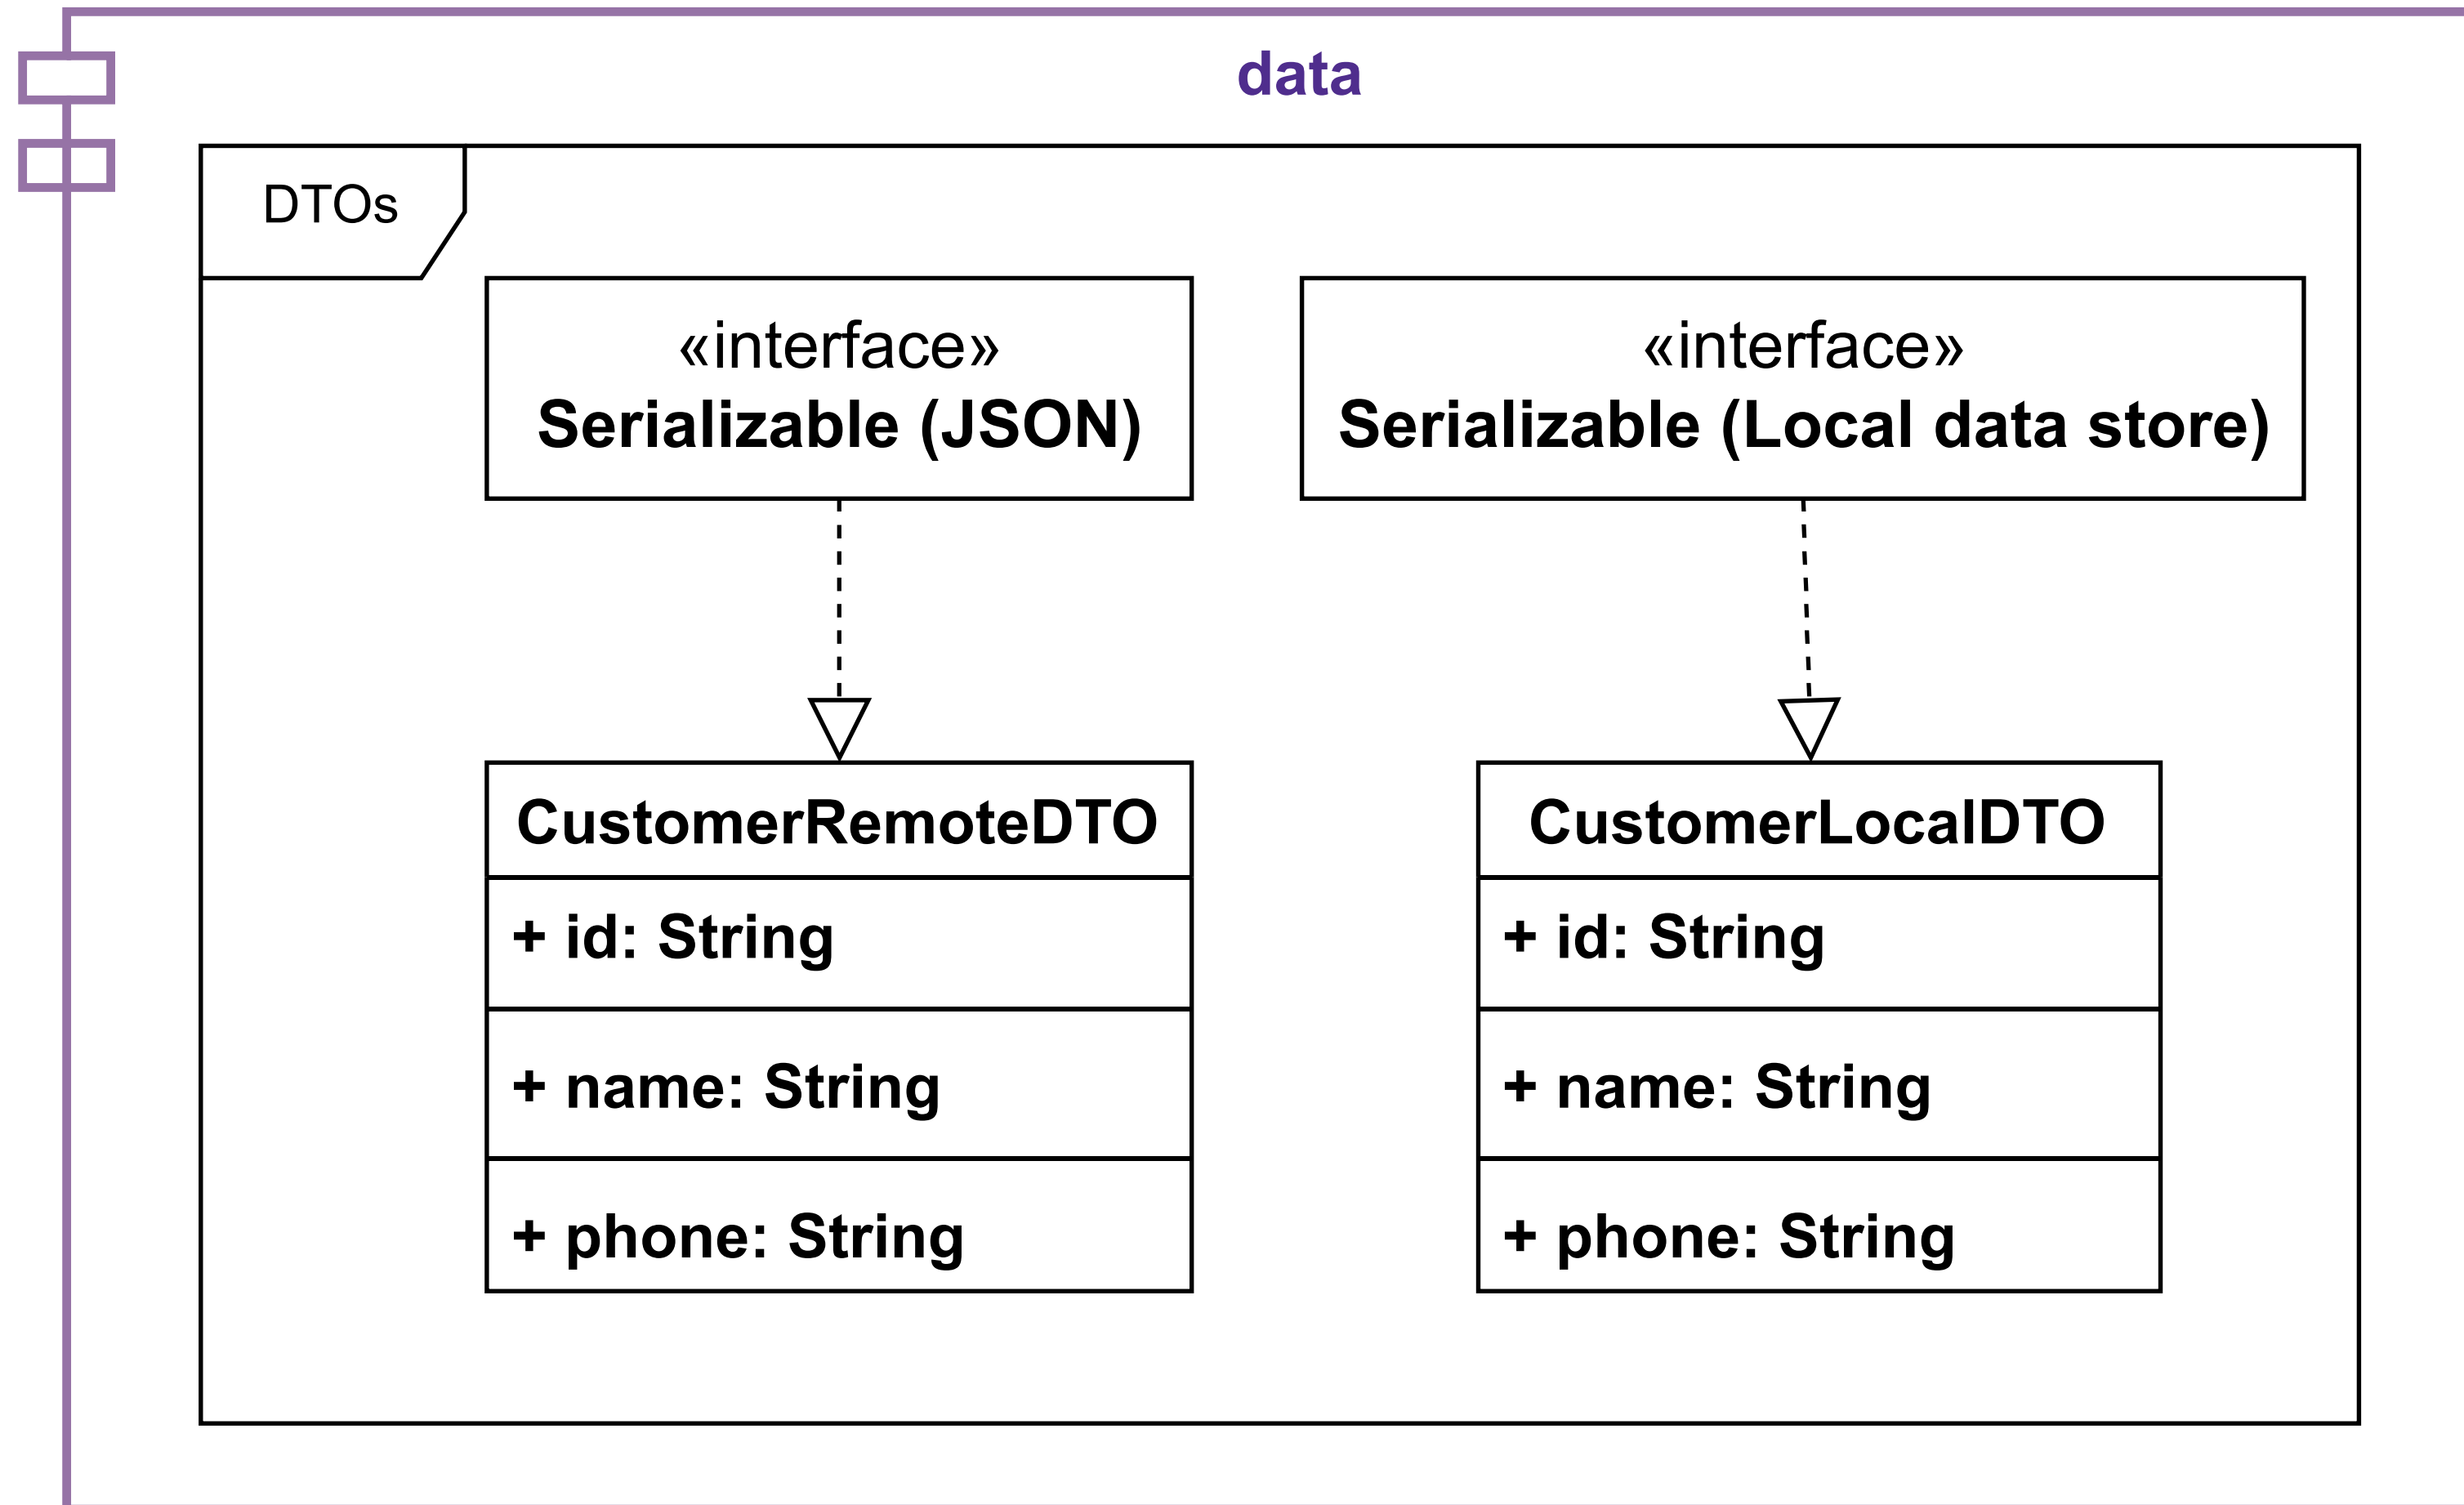 data
DTOs
«interface»
Serializable (JSON)
«interface»
Serializable (Local data store)
CustomerRemoteDTO
+ id: String
+ name: String
+ phone: String
CustomerLocalDTO
+ id: String
+ name: String
+ phone: String